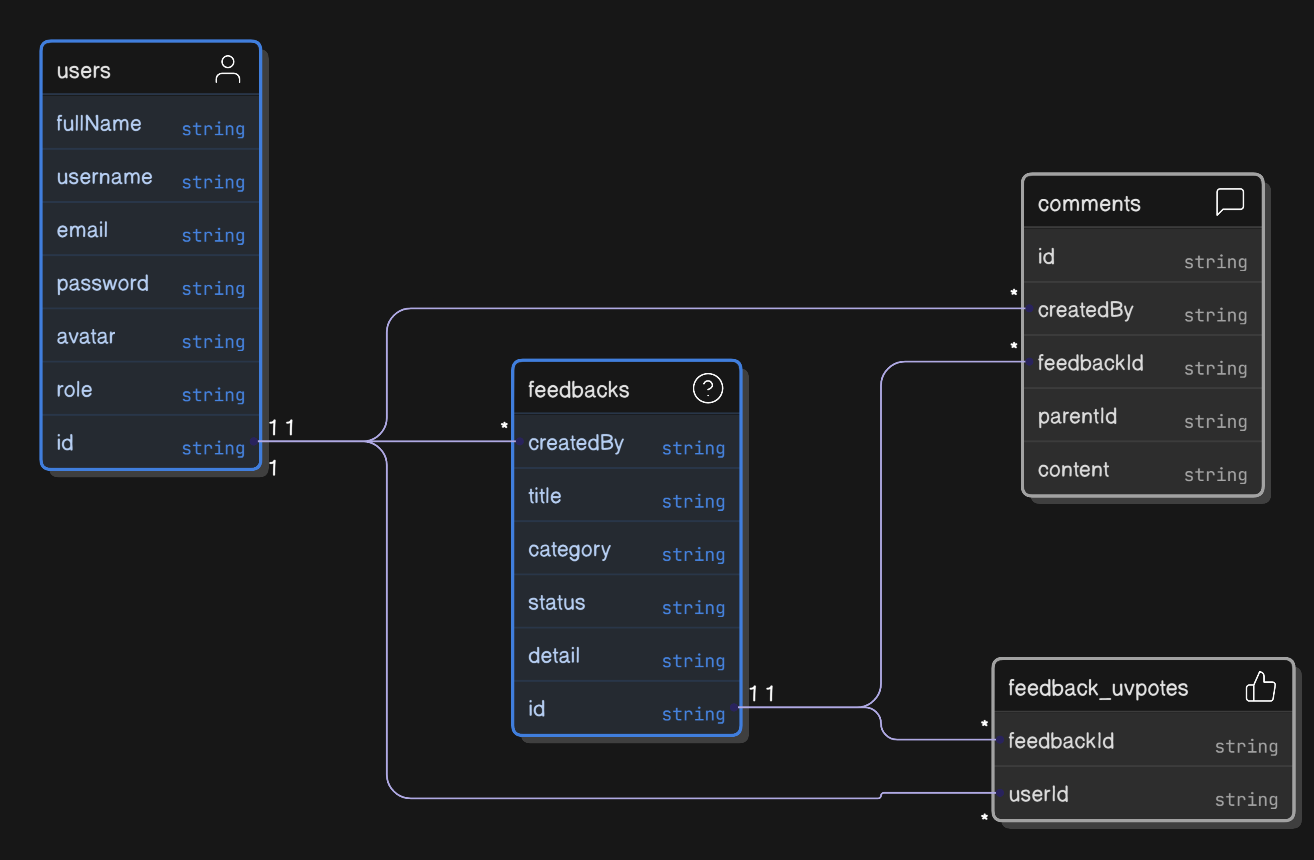 users
fullName string
username string
email string
password string
avatar string
role string
id string
1 1
1
feedbacks
*
createdBy string
title string
category string
status string
detail string
id string
1 1
comments
id string
*
createdBy string
*
feedbackId string
parentId string
content string
feedback_uvpotes
*
feedbackId string
userId string
*